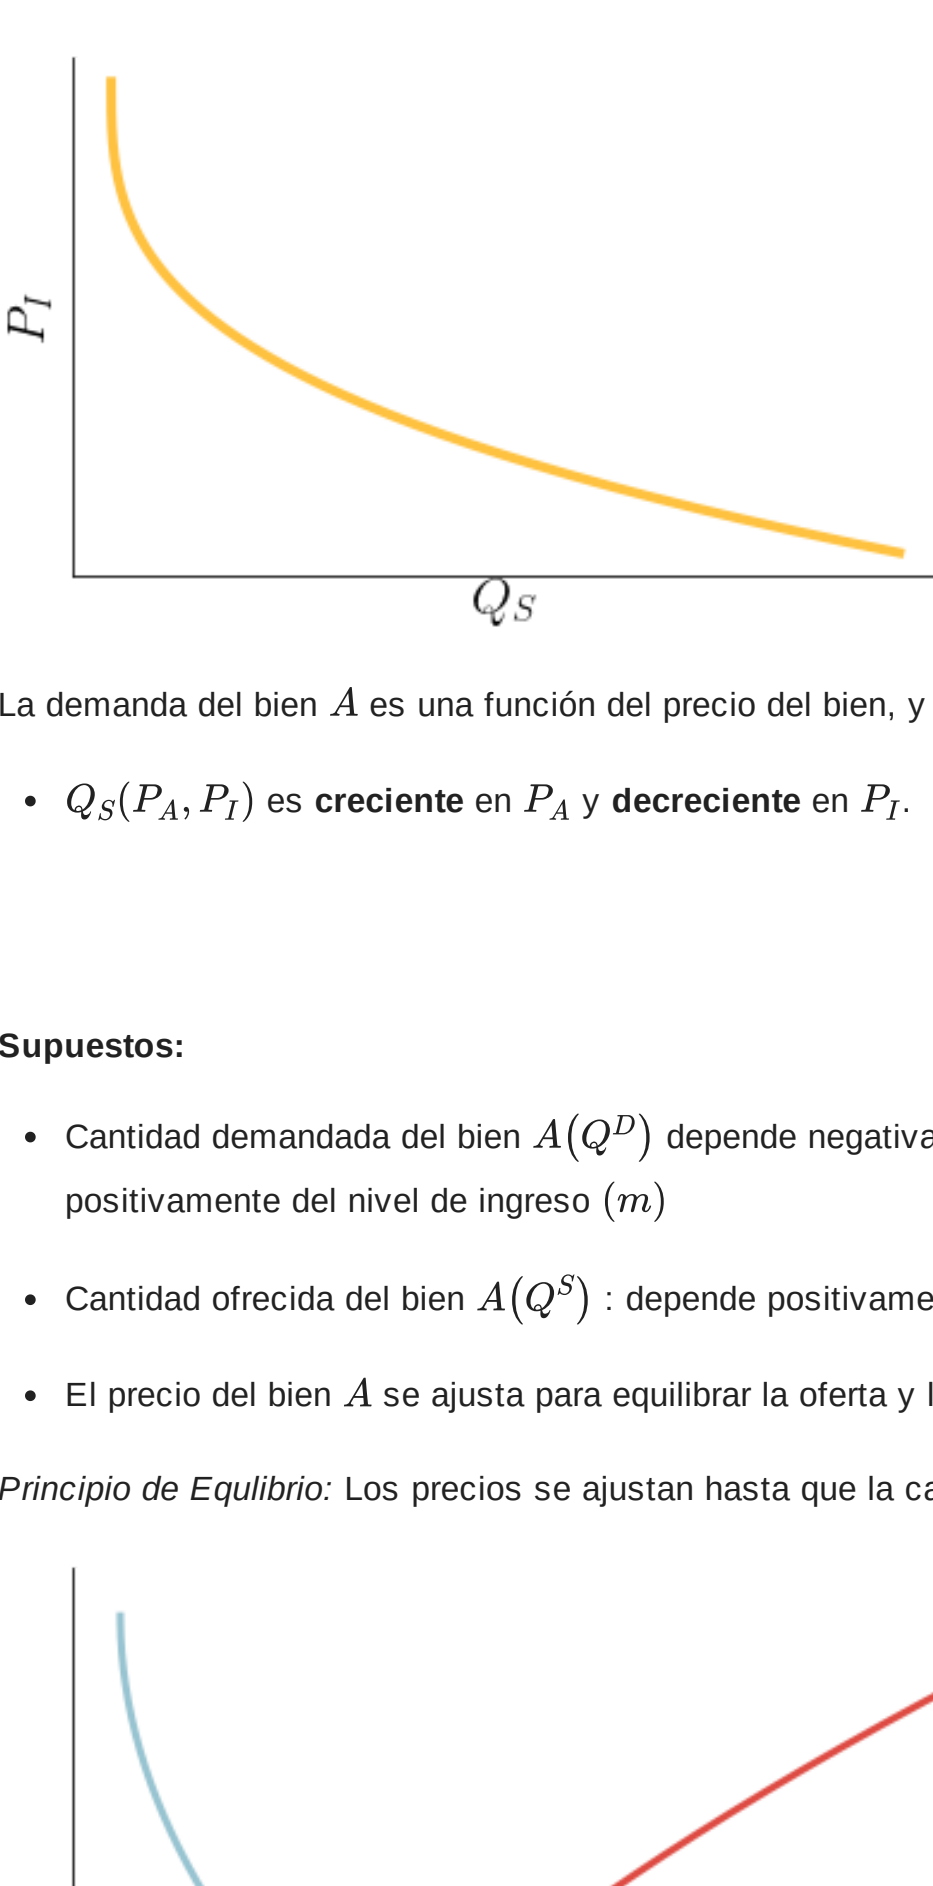 P_I
Q_S
La demanda del bien A es una función del precio del bien, y
• Q_S(P_A, P_I) es creciente en P_A y decreciente en P_I.
Supuestos:
• Cantidad demandada del bien A(Q^D) depende negativa
positivamente del nivel de ingreso (m)
• Cantidad ofrecida del bien A(Q^S) : depende positivame
• El precio del bien A se ajusta para equilibrar la oferta y l
Principio de Equlibrio: Los precios se ajustan hasta que la ca